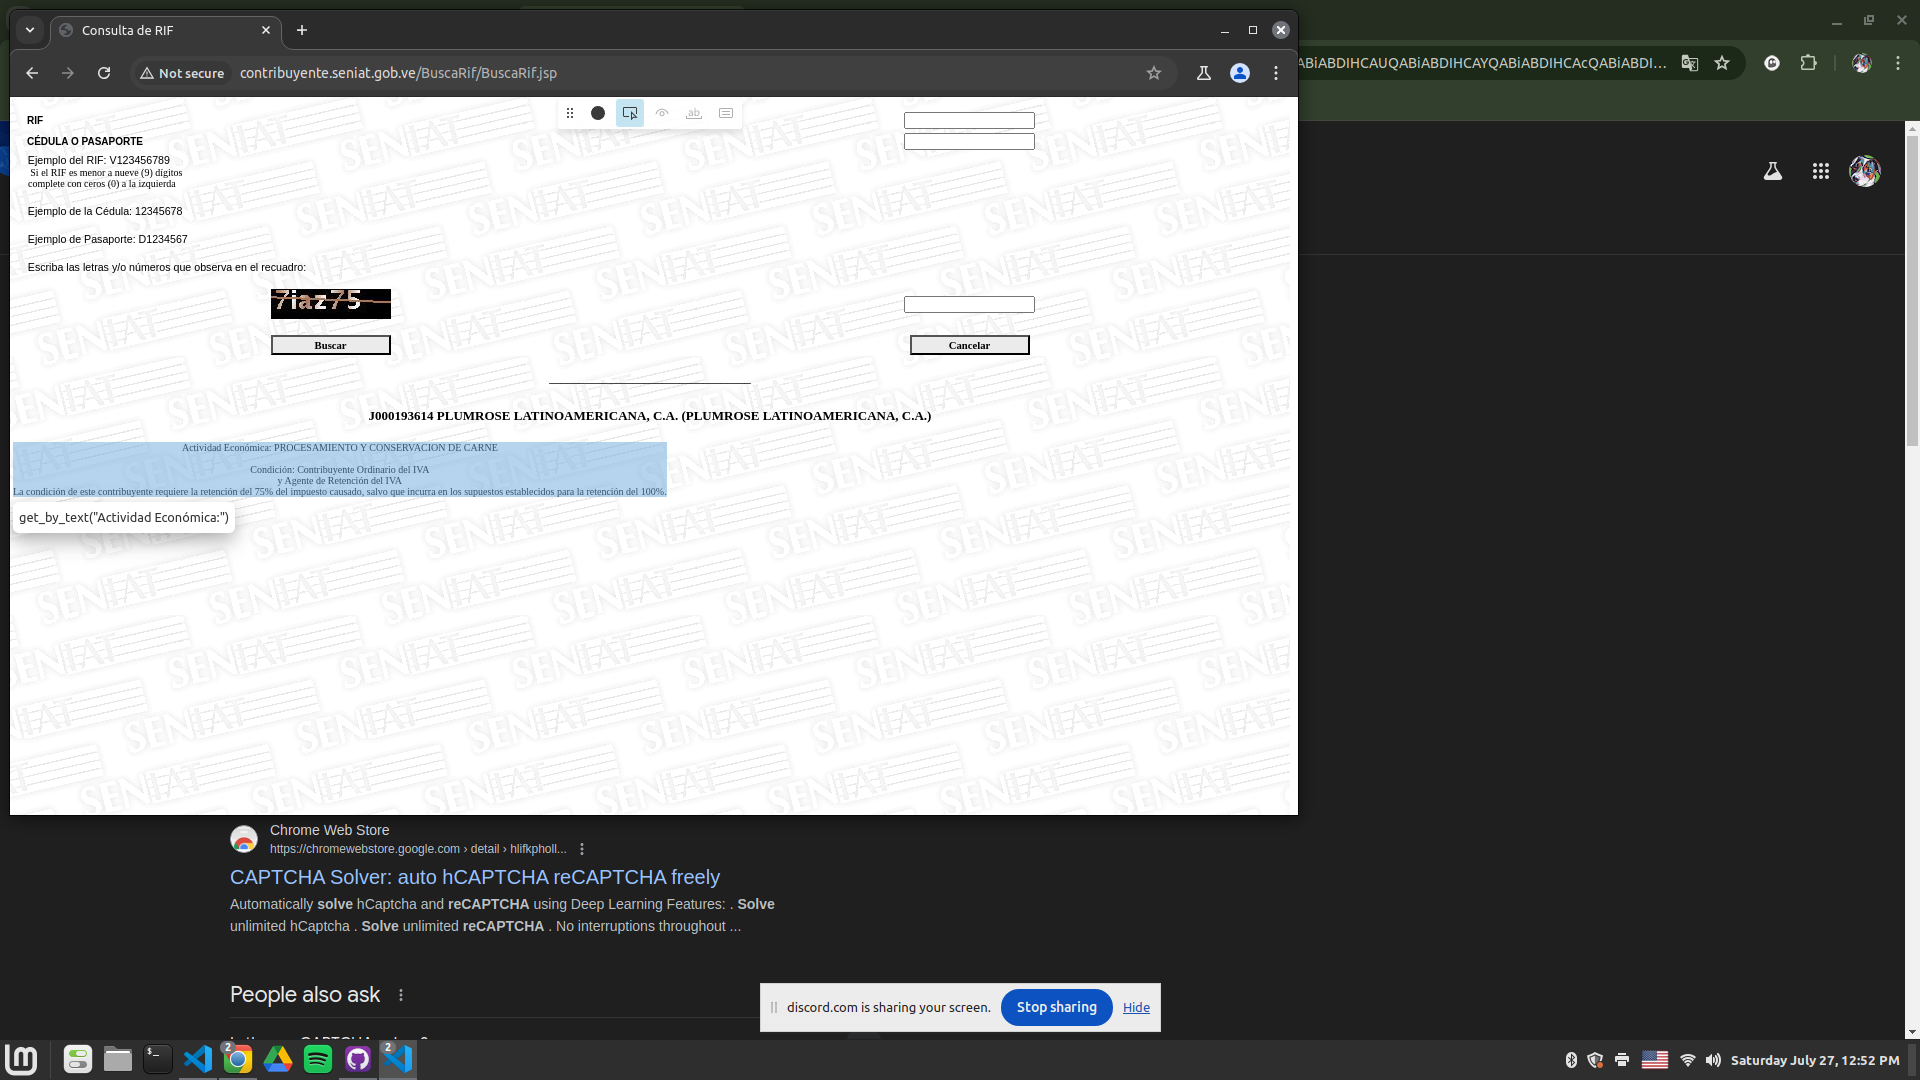 Consulta de RIF
Not secure
contribuyente.seniat.gob.ve/BuscaRif/BuscaRif.jsp
ABiABDIHCAUQABiABDIHCAYQABiABDIHCAcQABiABDI...
RIF
CÉDULA O PASAPORTE
Ejemplo del RIF: V123456789
Si el RIF es menor a nueve (9) dígitos
complete con ceros (0) a la izquierda
Ejemplo de la Cédula: 12345678
Ejemplo de Pasaporte: D1234567
Escriba las letras y/o números que observa en el recuadro:
7iaz75
Buscar
Cancelar
J000193614 PLUMROSE LATINOAMERICANA, C.A. (PLUMROSE LATINOAMERICANA, C.A.)
Actividad Económica: PROCESAMIENTO Y CONSERVACION DE CARNE
Condición: Contribuyente Ordinario del IVA
y Agente de Retención del IVA
La condición de este contribuyente requiere la retención del 75% del impuesto causado, salvo que incurra en los supuestos establecidos para la retención del 100%.
get_by_text("Actividad Económica:")
Chrome Web Store
https://chromewebstore.google.com › detail › hlifkpholl...
CAPTCHA Solver: auto hCAPTCHA reCAPTCHA freely
Automatically solve hCaptcha and reCAPTCHA using Deep Learning Features: . Solve
unlimited hCaptcha . Solve unlimited reCAPTCHA . No interruptions throughout ...
People also ask
discord.com is sharing your screen.
Stop sharing
Hide
2
2
Saturday July 27, 12:52 PM